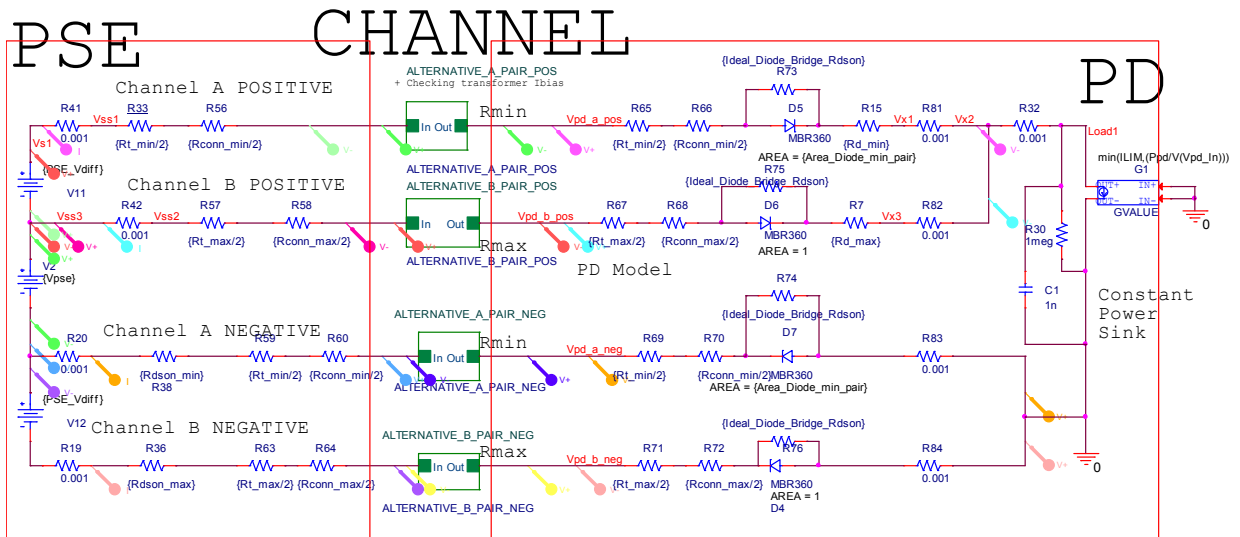 PSE
CHANNEL
PD
ALTERNATIVE_A_PAIR_POS
+ Checking transformer Ibias
{Ideal_Diode_Bridge_Rdson}
R73
Channel A POSITIVE
R41
Vss1
R33
R56
In Out
Rmin
Vpd_a_pos
R65
R66
D5
R15
Vx1
R81
Vx2
R32
Load1
0.001
{Rt_min/2}
{Rconn_min/2}
V-
V+
V-
V+
{Rt_min/2}
{Rconn_min/2}
MBR360
{Rd_min}
0.001
V-
0.001
Vs1
I
{PSE_Vdiff}
AREA = {Area_Diode_min_pair}
min(ILIM,(Ppd/V(Vpd_In)))
G1
V11
Channel B POSITIVE
ALTERNATIVE_A_PAIR_POS
ALTERNATIVE_B_PAIR_POS
R75
{Ideal_Diode_Bridge_Rdson}
OUT+
IN+
OUT-
IN-
GVALUE
0
Vss3
R42
Vss2
R57
R58
In Out
Vpd_b_pos
R67
R68
D6
R7
Vx3
R82
0.001
{Rt_max/2}
{Rconn_max/2}
{Rt_max/2}
{Rconn_max/2}
MBR360
{Rd_max}
0.001
R30
1meg
V+
I
V-
V+
Rmax
AREA = 1
V2
{Vpse}
ALTERNATIVE_B_PAIR_POS
PD Model
R74
C1
1n
Constant
Power
Sink
{Ideal_Diode_Bridge_Rdson}
ALTERNATIVE_A_PAIR_NEG
Channel A NEGATIVE
R20
R59
R60
In Out
Rmin
Vpd_a_neg
R69
R70
D7
R83
0.001
{Rdson_min}
{Rt_min/2}
{Rconn_min/2}
{Rt_min/2}
{Rconn_min/2}
MBR360
0.001
R38
V+
ALTERNATIVE_A_PAIR_NEG
AREA = {Area_Diode_min_pair}
{PSE_Vdiff}
V12
Channel B NEGATIVE
ALTERNATIVE_B_PAIR_NEG
{Ideal_Diode_Bridge_Rdson}
V+
R19
R36
R63
R64
In Out
Rmax
Vpd_b_neg
R71
R72
R76
R84
0.001
{Rdson_max}
{Rt_max/2}
{Rconn_max/2}
{Rt_max/2}
{Rconn_max/2}
MBR360
0.001
V+
0
AREA = 1
ALTERNATIVE_B_PAIR_NEG
D4